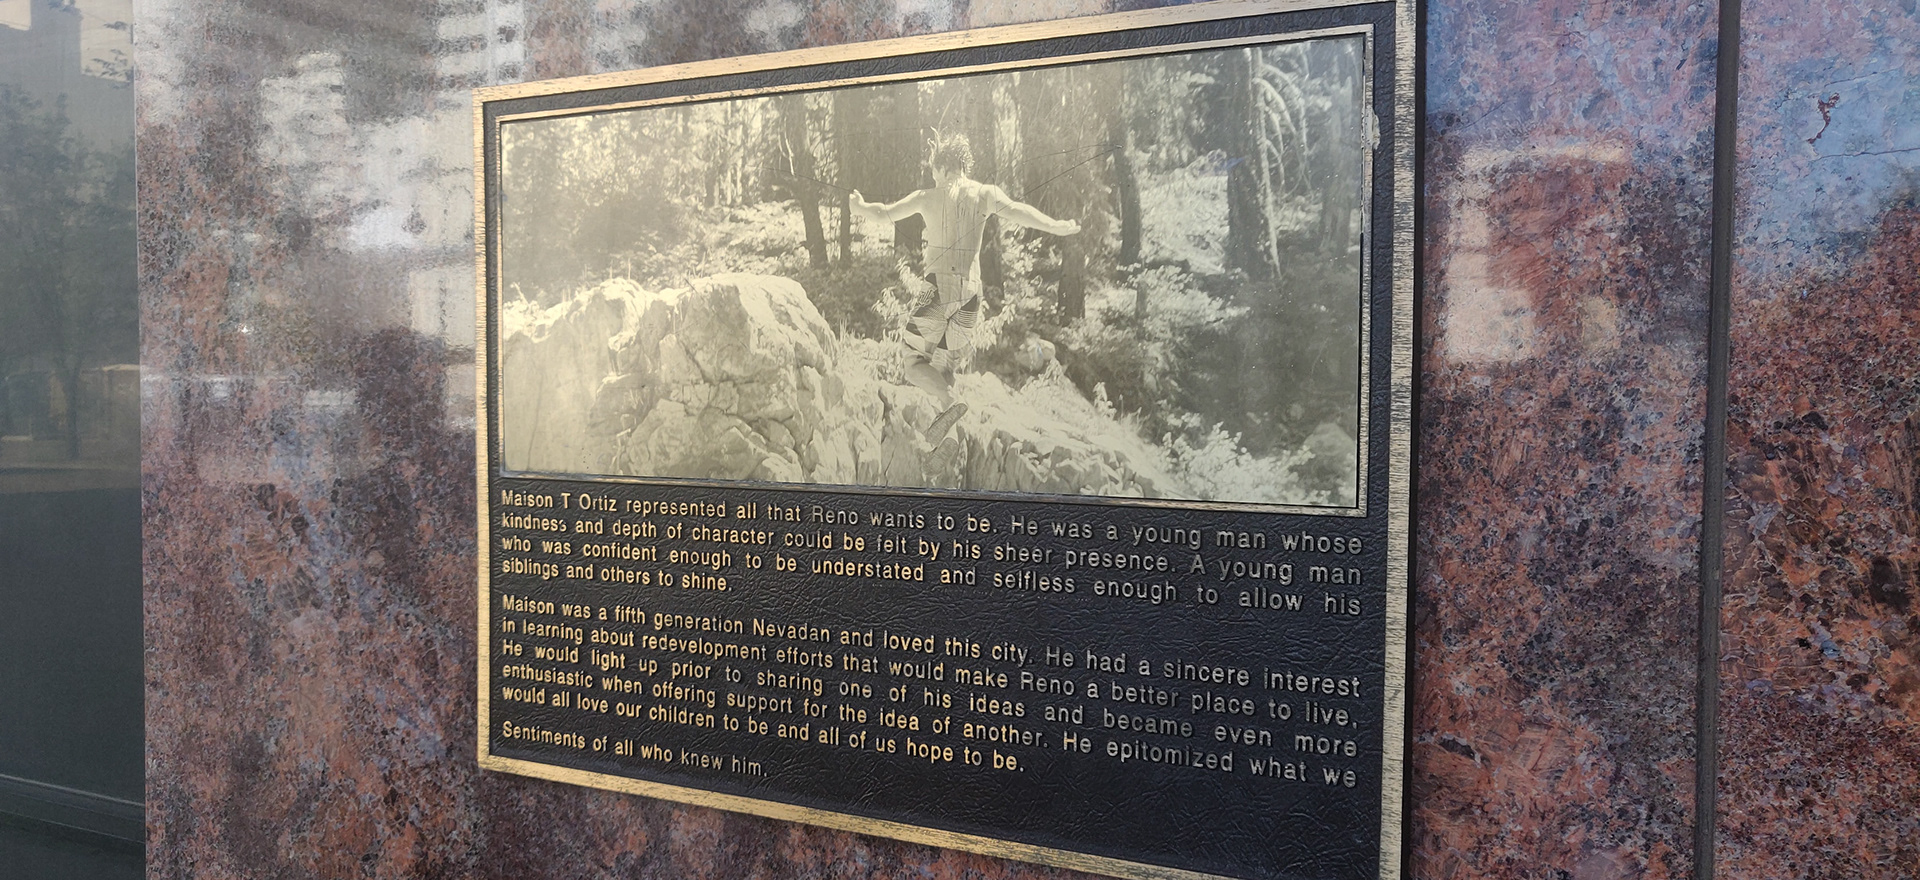 Maison T Ortiz represented all that Reno wants to be. He was a young man whose
kindness and depth of character could be felt by his sheer presence. A young man
who was confident enough to be understated and selfless enough to allow his
siblings and others to shine.
Maison was a fifth generation Nevadan and loved this city. He had a sincere interest
in learning about redevelopment efforts that would make Reno a better place to live.
He would light up prior to sharing one of his ideas and became even more
enthusiastic when offering support for the idea of another. He epitomized what we
would all love our children to be and all of us hope to be.
Sentiments of all who knew him.